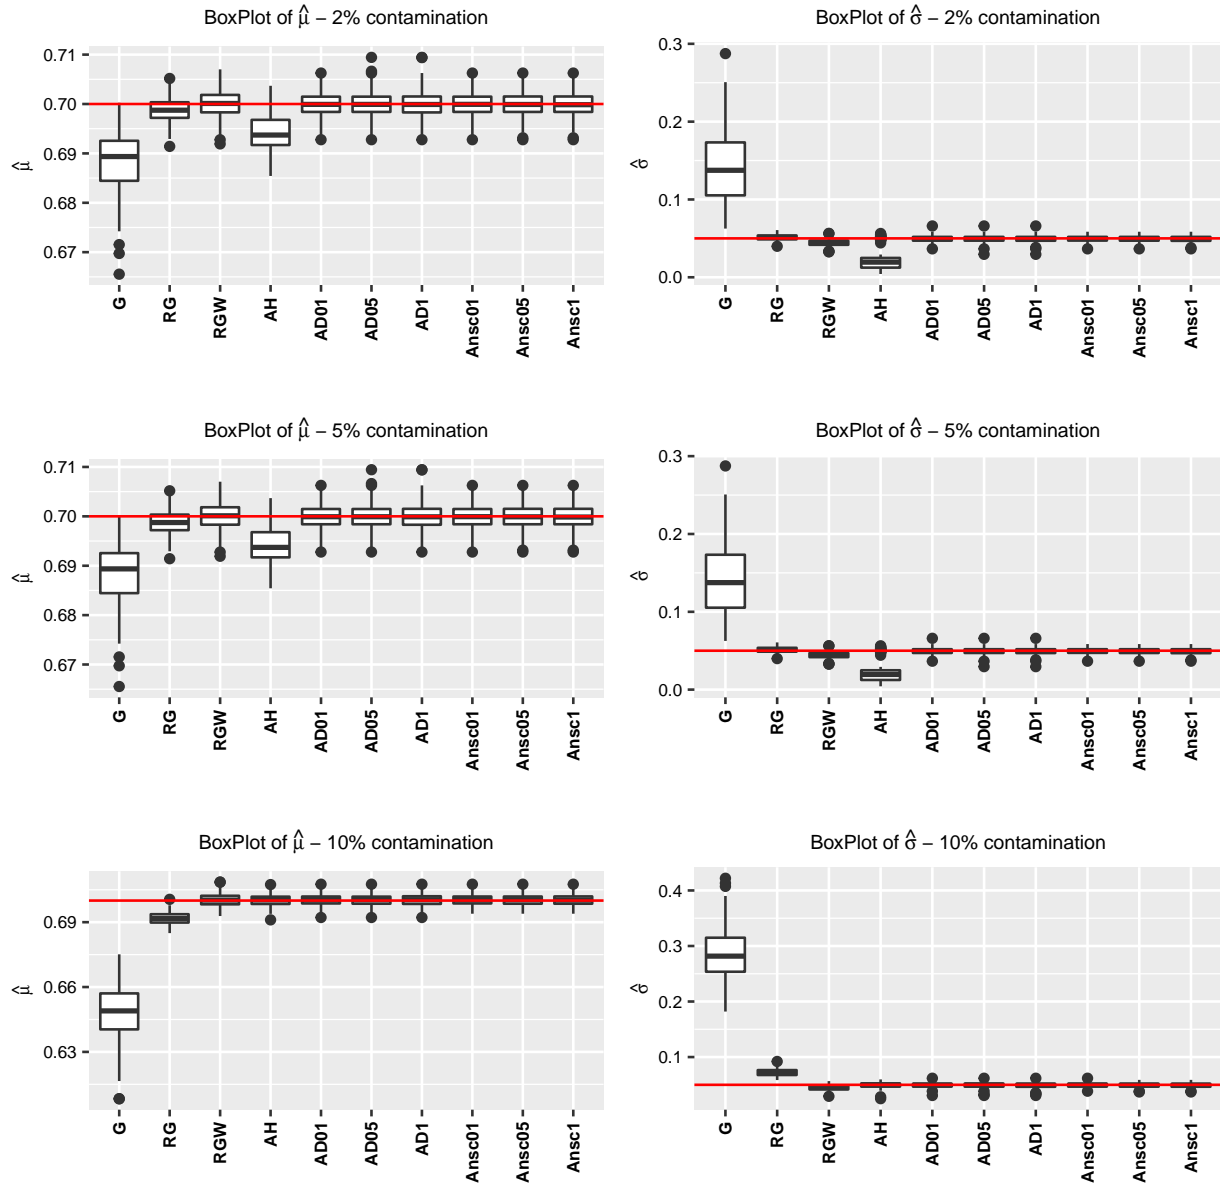 BoxPlot of μ̂ – 2% contamination
0.71
0.70
0.69
0.68
0.67
μ̂
G
RG
RGW
AH
AD01
AD05
AD1
Ansc01
Ansc05
Ansc1
BoxPlot of σ̂ – 2% contamination
0.3
0.2
0.1
0.0
σ̂
G
RG
RGW
AH
AD01
AD05
AD1
Ansc01
Ansc05
Ansc1
BoxPlot of μ̂ – 5% contamination
0.71
0.70
0.69
0.68
0.67
μ̂
G
RG
RGW
AH
AD01
AD05
AD1
Ansc01
Ansc05
Ansc1
BoxPlot of σ̂ – 5% contamination
0.3
0.2
0.1
0.0
σ̂
G
RG
RGW
AH
AD01
AD05
AD1
Ansc01
Ansc05
Ansc1
BoxPlot of μ̂ – 10% contamination
0.69
0.66
0.63
μ̂
G
RG
RGW
AH
AD01
AD05
AD1
Ansc01
Ansc05
Ansc1
BoxPlot of σ̂ – 10% contamination
0.4
0.3
0.2
0.1
σ̂
G
RG
RGW
AH
AD01
AD05
AD1
Ansc01
Ansc05
Ansc1